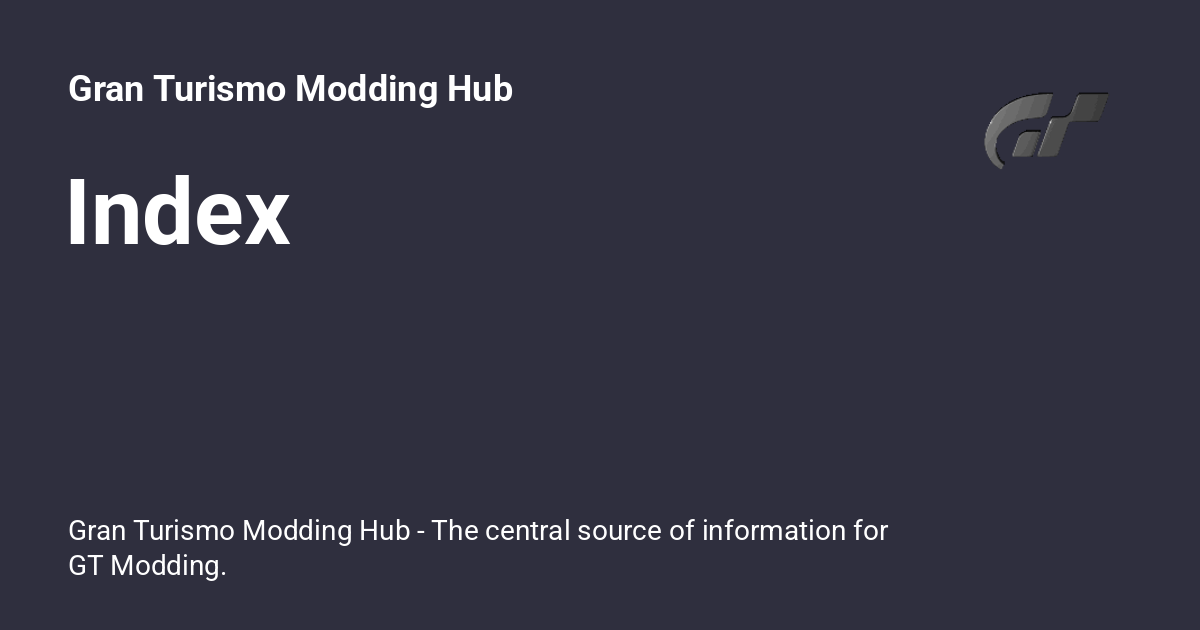 Gran Turismo Modding Hub
Index
Gran Turismo Modding Hub - The central source of information for
GT Modding.